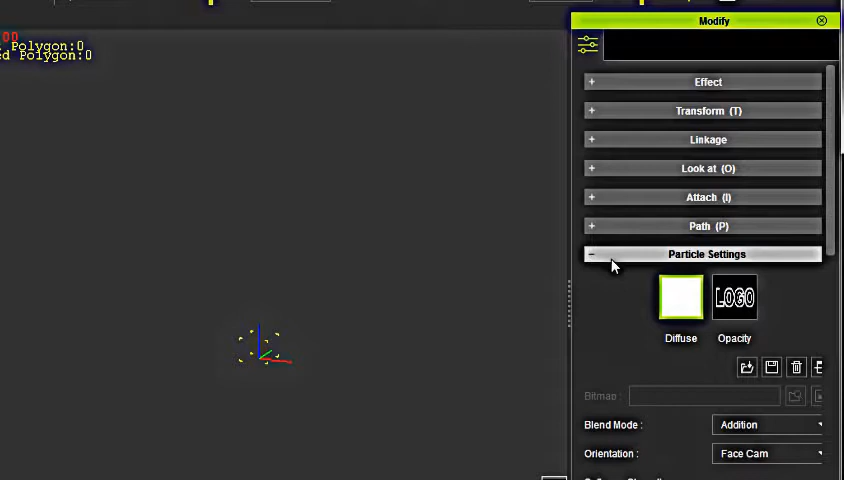 Modify
Polygon:0
ed Polygon:0
+ Effect
+ Transform (T)
+ Linkage
+ Look at (O)
+ Attach (I)
+ Path (P)
− Particle Settings
LOGO
Diffuse
Opacity
Bitmap :
Blend Mode : Addition
Orientation : Face Cam